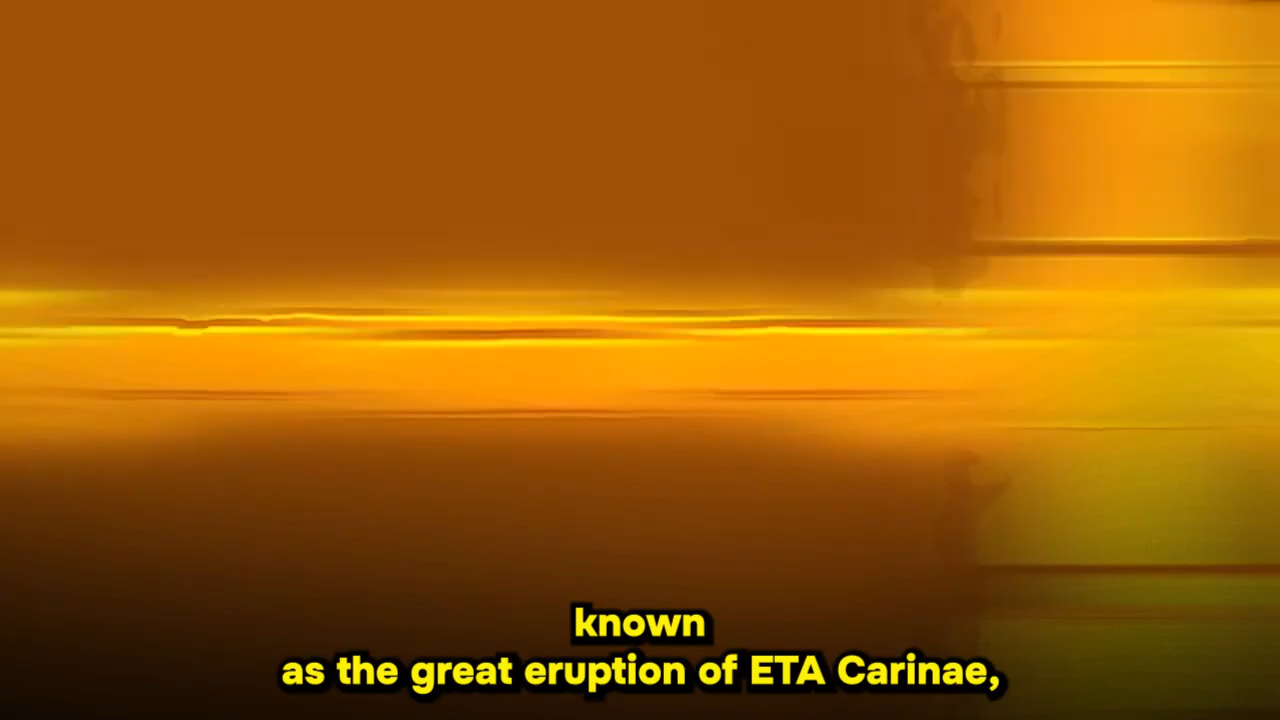 known
as the great eruption of ETA Carinae,